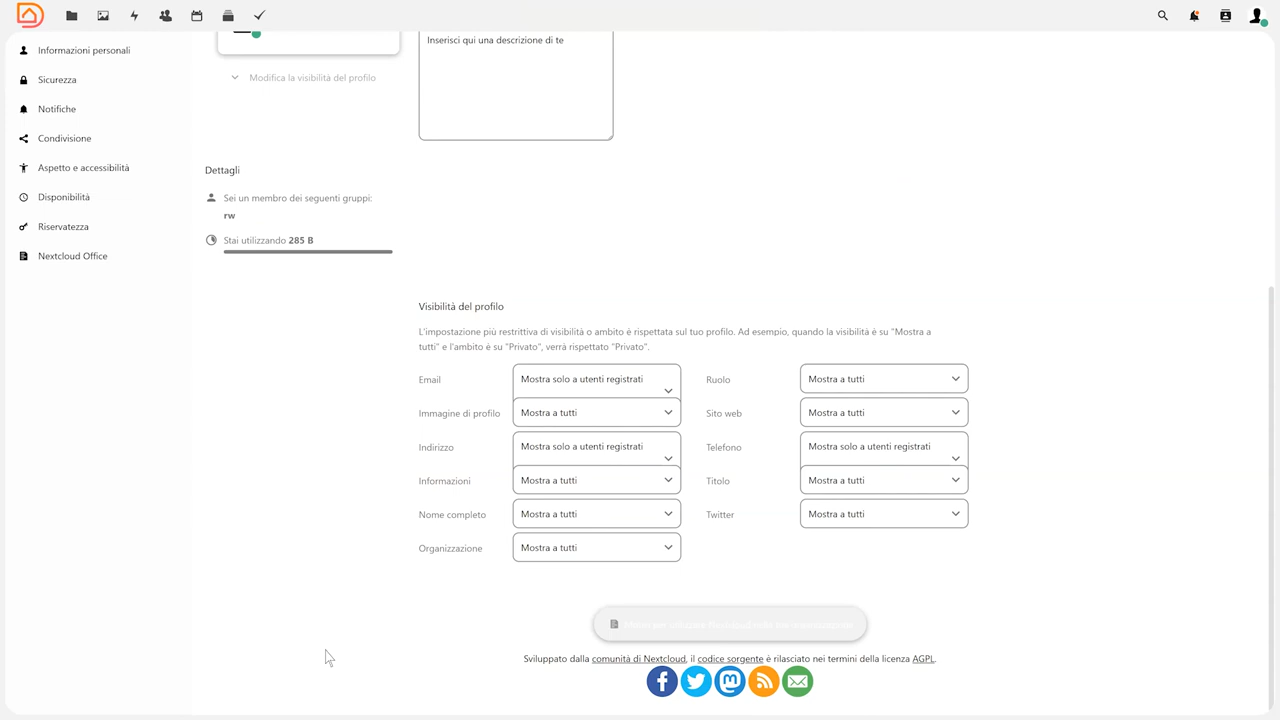 Informazioni personali
Sicurezza
Notifiche
Condivisione
Aspetto e accessibilità
Disponibilità
Riservatezza
Nextcloud Office
Modifica la visibilità del profilo
Inserisci qui una descrizione di te
Dettagli
Sei un membro dei seguenti gruppi:
rw
Stai utilizzando 285 B
Visibilità del profilo
L'impostazione più restrittiva di visibilità o ambito è rispettata sul tuo profilo. Ad esempio, quando la visibilità è su "Mostra a
tutti" e l'ambito è su "Privato", verrà rispettato "Privato".
Email Mostra solo a utenti registrati Ruolo Mostra a tutti
Immagine di profilo Mostra a tutti Sito web Mostra a tutti
Indirizzo Mostra solo a utenti registrati Telefono Mostra solo a utenti registrati
Informazioni Mostra a tutti Titolo Mostra a tutti
Nome completo Mostra a tutti Twitter Mostra a tutti
Organizzazione Mostra a tutti
Sviluppato dalla comunità di Nextcloud, il codice sorgente è rilasciato nei termini della licenza AGPL.